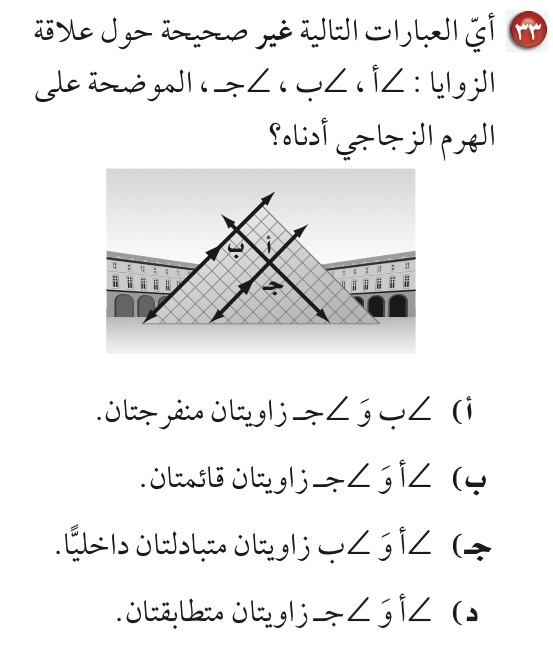 ٣٣ أيّ العبارات التالية غير صحيحة حول علاقة
الزوايا : ∠أ ، ∠ب ، ∠جـ ، الموضحة على
الهرم الزجاجي أدناه؟
ب أ
جـ
أ) ∠ب وَ ∠جـ زاويتان منفرجتان.
ب) ∠أ وَ ∠جـ زاويتان قائمتان.
جـ) ∠أ وَ ∠ب زاويتان متبادلتان داخليًّا.
د) ∠أ وَ ∠جـ زاويتان متطابقتان.